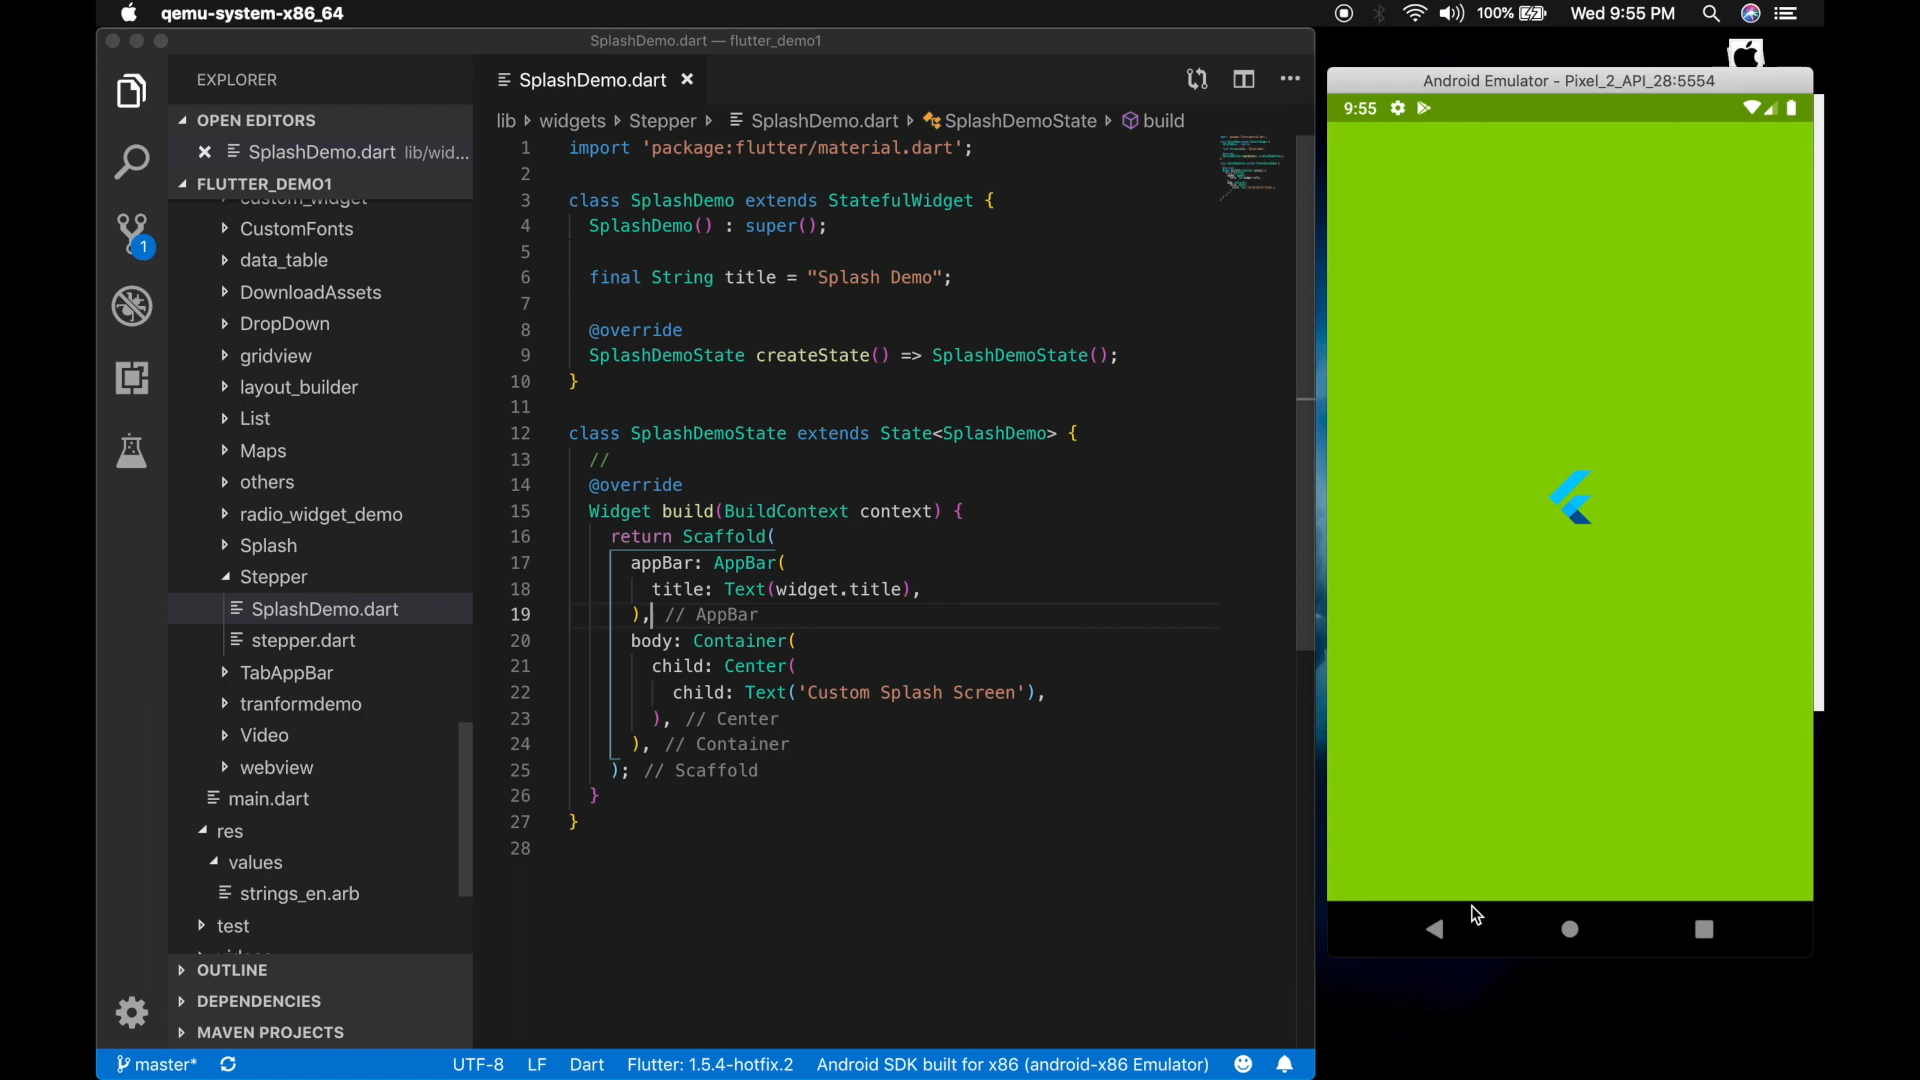 qemu-system-x86_64
100%
Wed 9:55 PM
SplashDemo.dart — flutter_demo1
EXPLORER
OPEN EDITORS
SplashDemo.dart lib/wid...
FLUTTER_DEMO1
custom_widget
CustomFonts
data_table
DownloadAssets
DropDown
gridview
layout_builder
List
Maps
others
radio_widget_demo
Splash
Stepper
SplashDemo.dart
stepper.dart
TabAppBar
tranformdemo
Video
webview
main.dart
res
values
strings_en.arb
test
OUTLINE
DEPENDENCIES
MAVEN PROJECTS
1
SplashDemo.dart
lib widgets Stepper SplashDemo.dart SplashDemoState build
1 import 'package:flutter/material.dart';
2
3 class SplashDemo extends StatefulWidget {
4 SplashDemo() : super();
5
6 final String title = "Splash Demo";
7
8 @override
9 SplashDemoState createState() => SplashDemoState();
10 }
11
12 class SplashDemoState extends State<SplashDemo> {
13 //
14 @override
15 Widget build(BuildContext context) {
16 return Scaffold(
17 appBar: AppBar(
18 title: Text(widget.title),
19 ), // AppBar
20 body: Container(
21 child: Center(
22 child: Text('Custom Splash Screen'),
23 ), // Center
24 ), // Container
25 ); // Scaffold
26 }
27 }
28
master*
UTF-8
LF
Dart
Flutter: 1.5.4-hotfix.2
Android SDK built for x86 (android-x86 Emulator)
Android Emulator - Pixel_2_API_28:5554
9:55